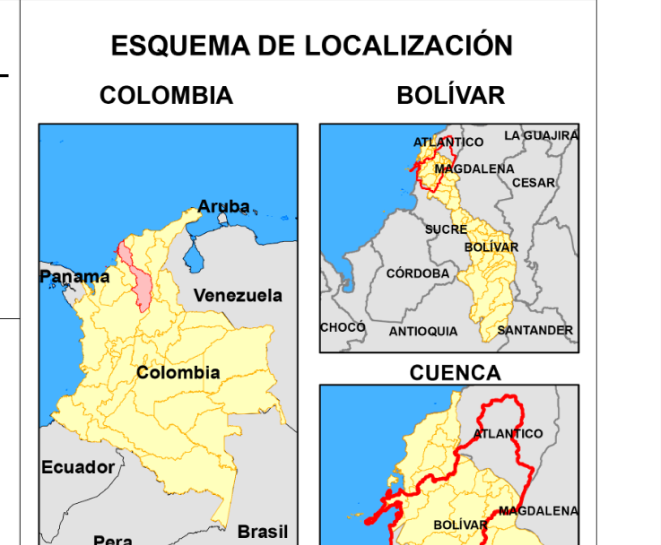 ESQUEMA DE LOCALIZACIÓN
COLOMBIA
BOLÍVAR
Aruba
Panama
Venezuela
Colombia
Ecuador
Brasil
Pera
ATLANTICO
LA GUAJIRA
MAGDALENA
CESAR
SUCRE
BOLÍVAR
CÓRDOBA
CHOCÓ
ANTIOQUIA
SANTANDER
CUENCA
ATLANTICO
MAGDALENA
BOLÍVAR